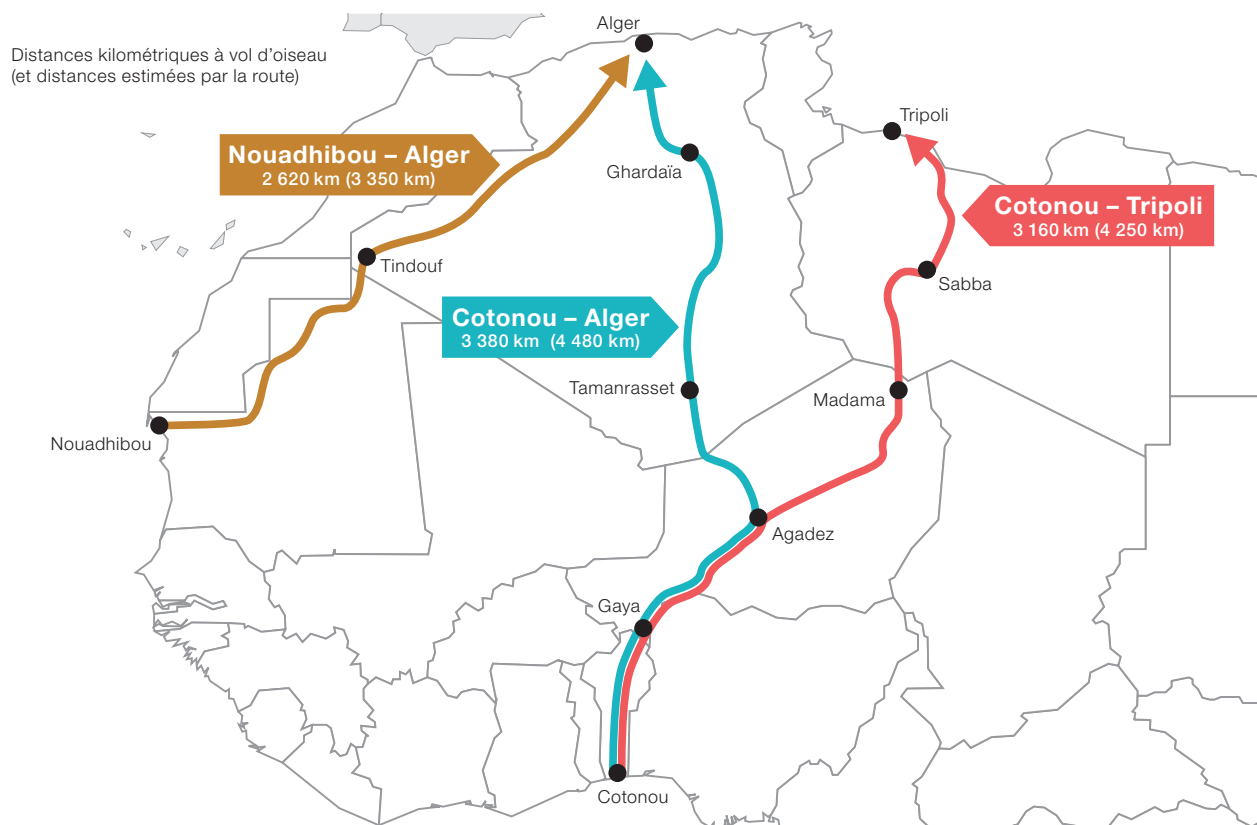 Distances kilométriques à vol d’oiseau
(et distances estimées par la route)
Alger
Tripoli
Nouadhibou – Alger
2 620 km (3 350 km)
Ghardaïa
Cotonou – Tripoli
3 160 km (4 250 km)
Tindouf
Sabba
Cotonou – Alger
3 380 km (4 480 km)
Tamanrasset
Madama
Nouadhibou
Agadez
Gaya
Cotonou